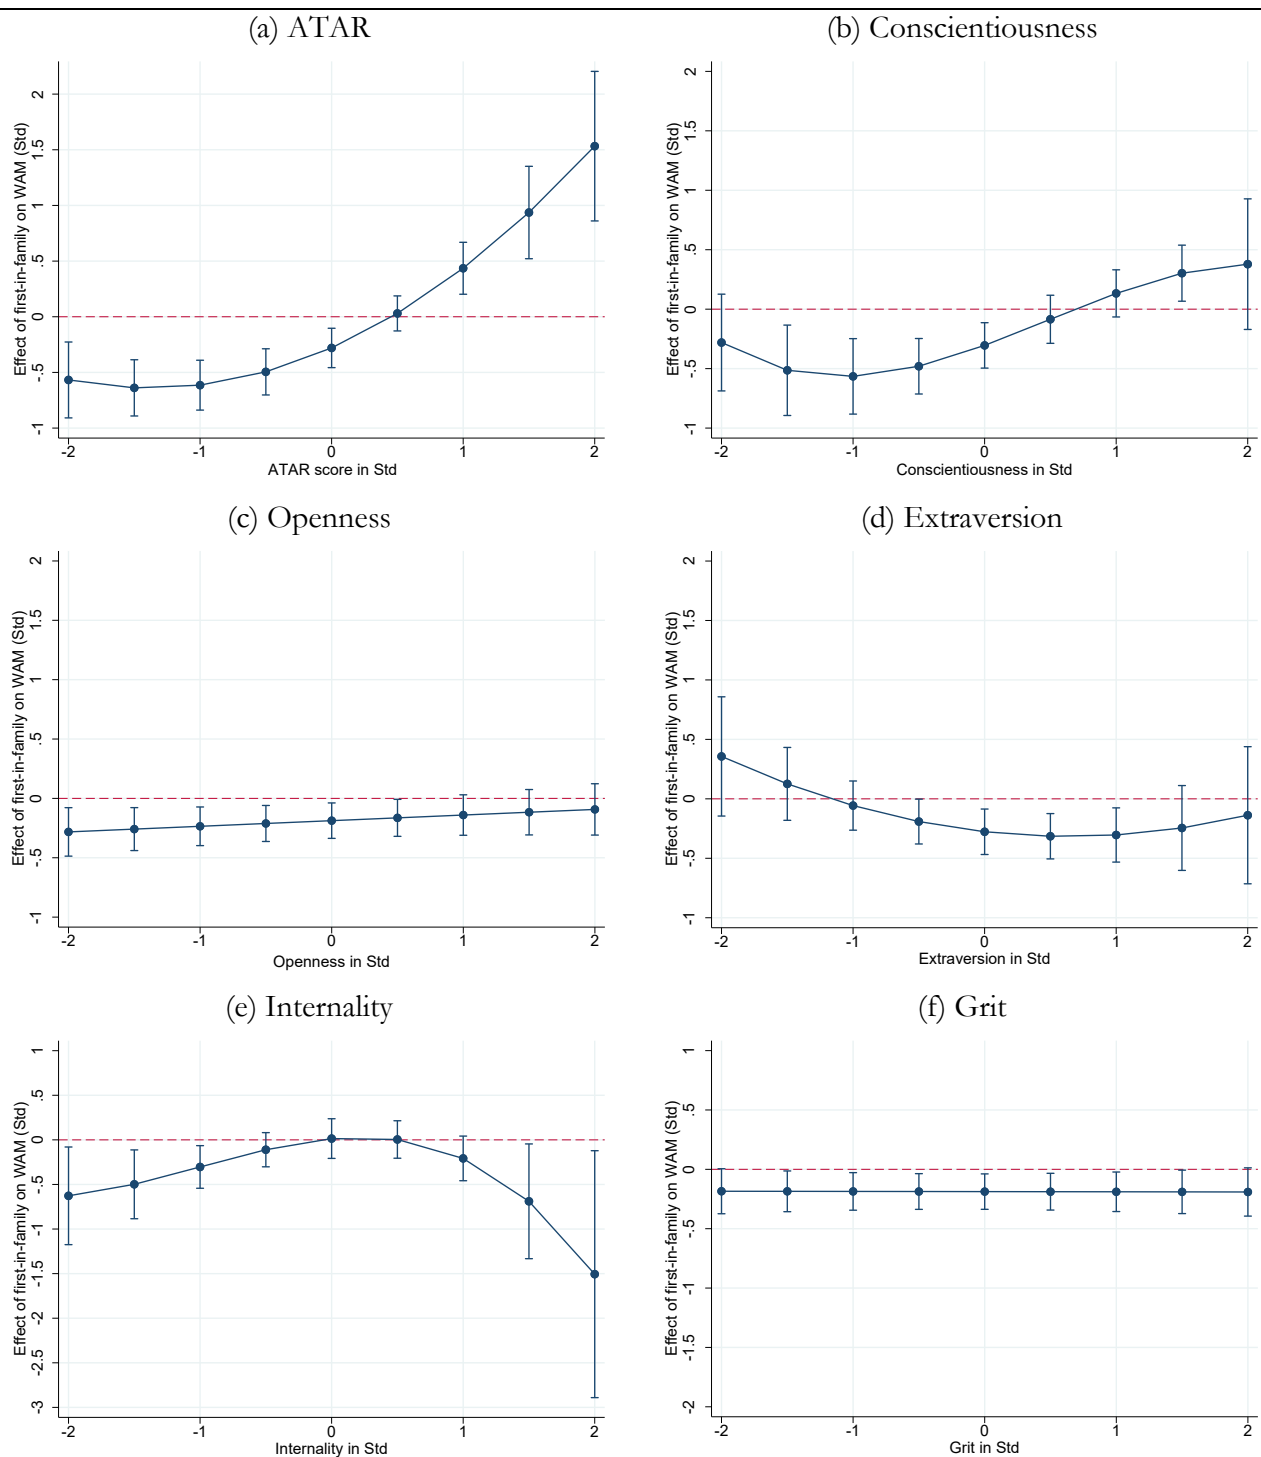 (a) ATAR
Effect of first-in-family on WAM (Std)
2
1.5
1
.5
0
-.5
-1
-2 -1 0 1 2
ATAR score in Std
(b) Conscientiousness
Effect of first-in-family on WAM (Std)
2
1.5
1
.5
0
-.5
-1
-2 -1 0 1 2
Conscientiousness in Std
(c) Openness
Effect of first-in-family on WAM (Std)
2
1.5
1
.5
0
-.5
-1
-2 -1 0 1 2
Openness in Std
(d) Extraversion
Effect of first-in-family on WAM (Std)
2
1.5
1
.5
0
-.5
-1
-2 -1 0 1 2
Extraversion in Std
(e) Internality
Effect of first-in-family on WAM (Std)
1
.5
0
-.5
-1
-1.5
-2
-2.5
-3
-2 -1 0 1 2
Internality in Std
(f) Grit
Effect of first-in-family on WAM (Std)
1
.5
0
-.5
-1
-1.5
-2
-2 -1 0 1 2
Grit in Std